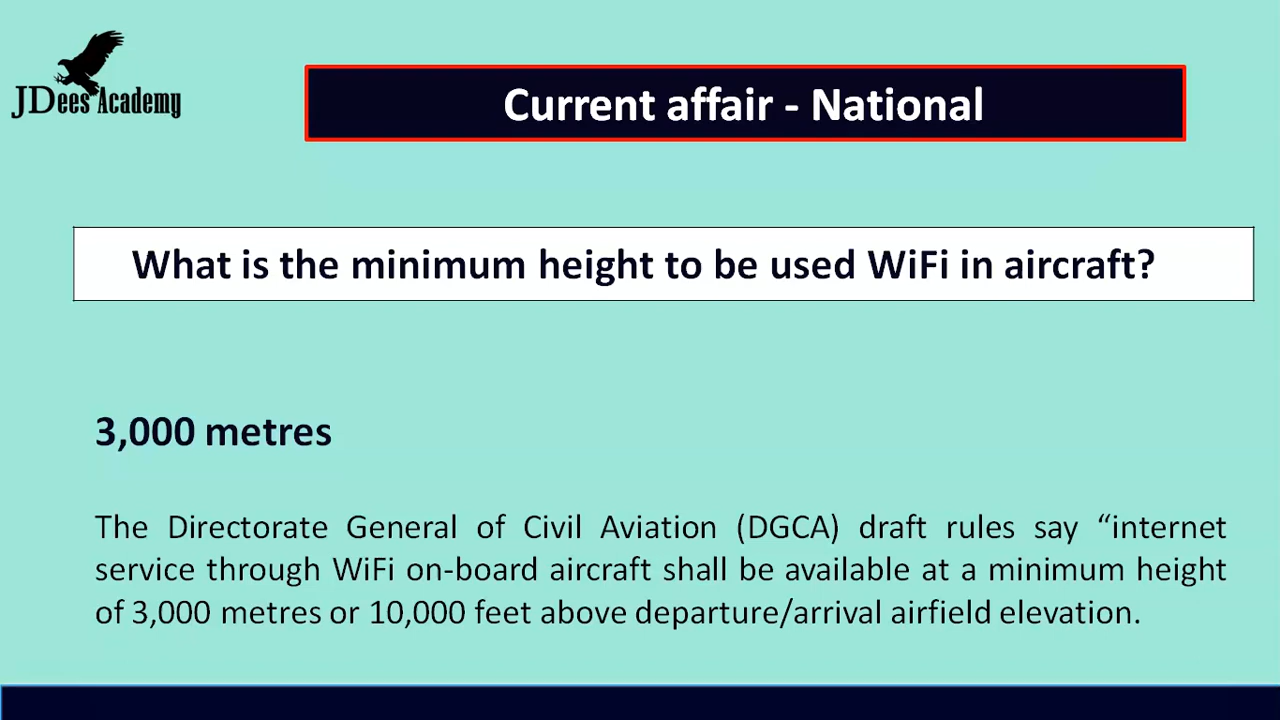 JDees Academy
Current affair - National
What is the minimum height to be used WiFi in aircraft?
3,000 metres
The Directorate General of Civil Aviation (DGCA) draft rules say “internet
service through WiFi on-board aircraft shall be available at a minimum height
of 3,000 metres or 10,000 feet above departure/arrival airfield elevation.